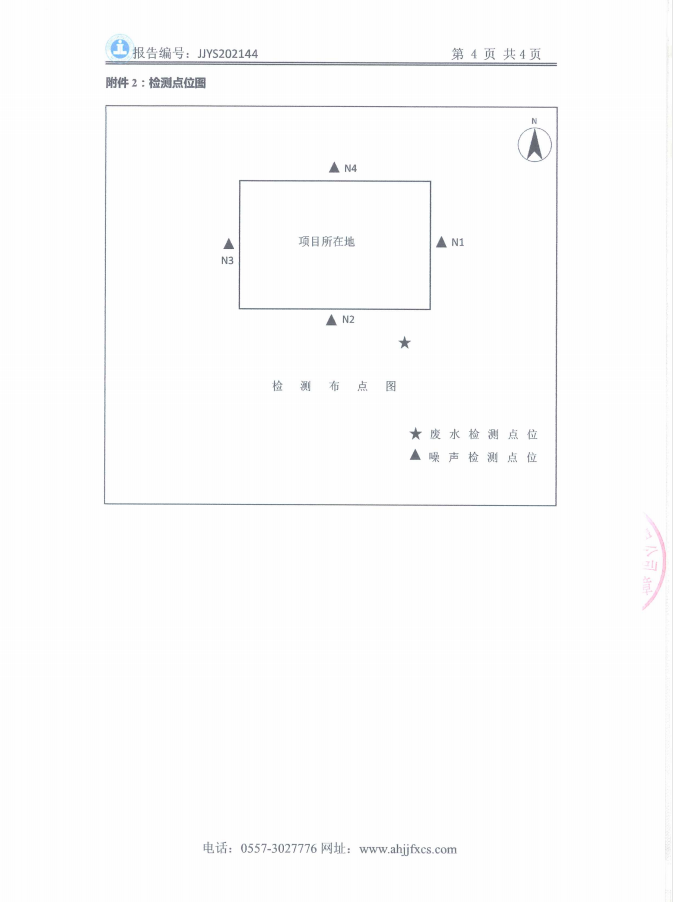 报告编号：JJYS202144 第 4 页 共4页
附件 2：检测点位图
N
N4
项目所在地
N1
N3
N2
检 测 布 点 图
废 水 检 测 点 位
噪 声 检 测 点 位
章
电话：0557-3027776 网址：www.ahjjfxcs.com